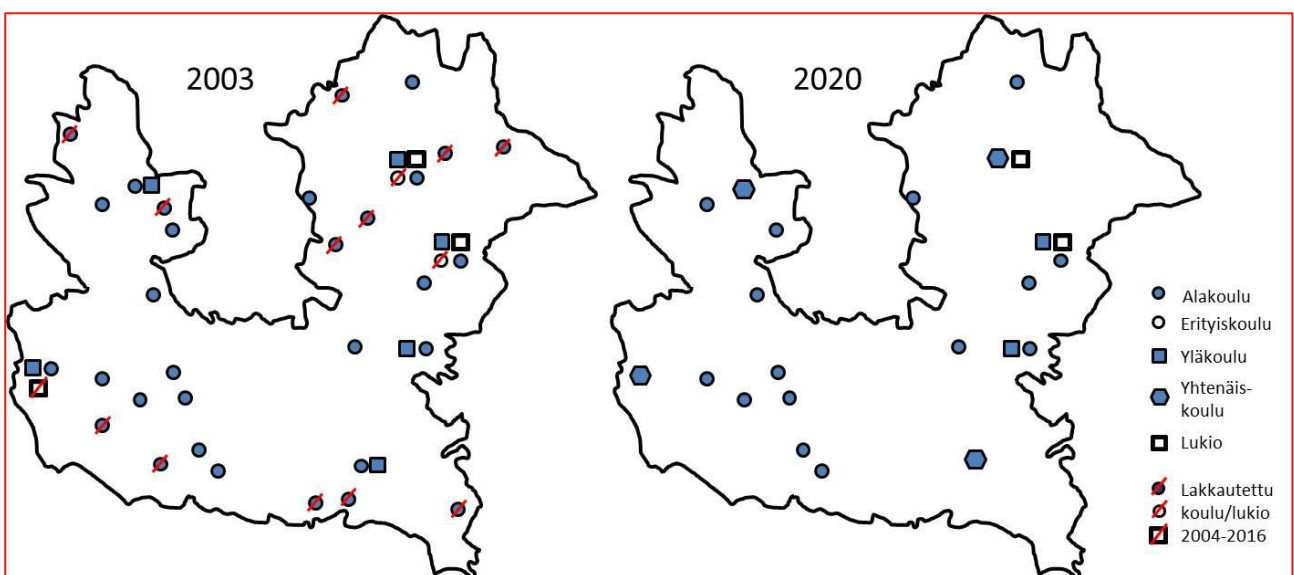 2003
2020
Alakoulu
Erityiskoulu
Yläkoulu
Yhtenäis-
koulu
Lukio
Lakkautettu
koulu/lukio
2004-2016